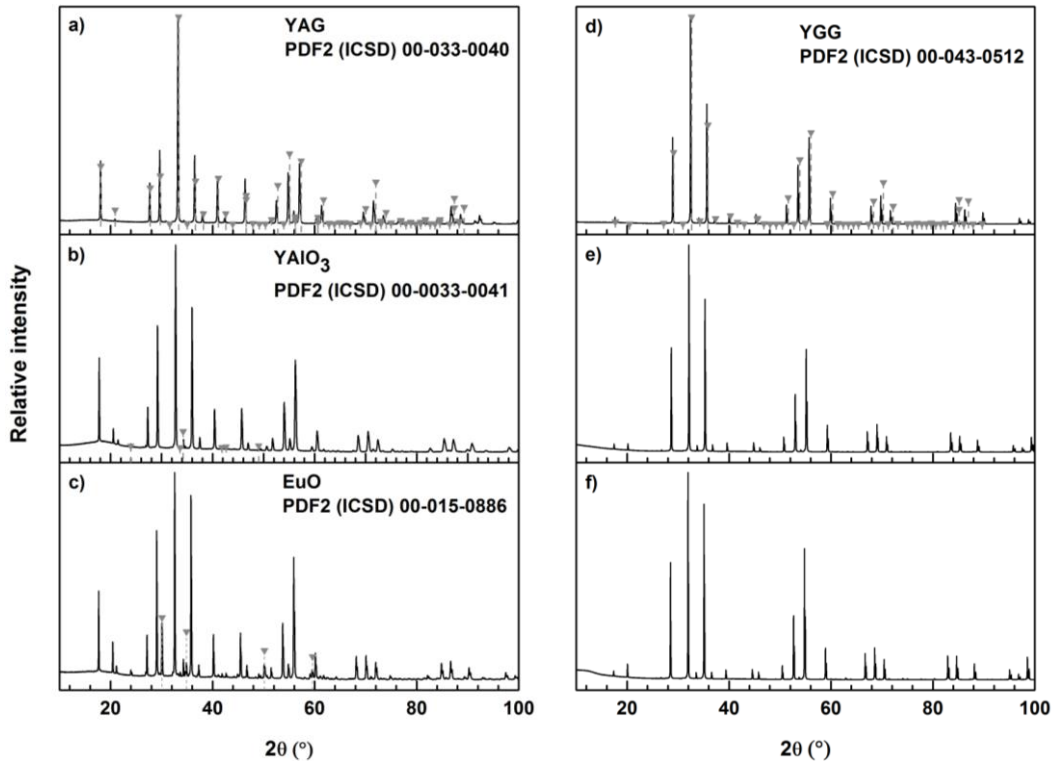 a)
YAG
PDF2 (ICSD) 00-033-0040
b)
YAlO3
PDF2 (ICSD) 00-0033-0041
c)
EuO
PDF2 (ICSD) 00-015-0886
20 40 60 80 100
2θ (°)
Relative intensity
d)
YGG
PDF2 (ICSD) 00-043-0512
e)
f)
20 40 60 80 100
2θ (°)